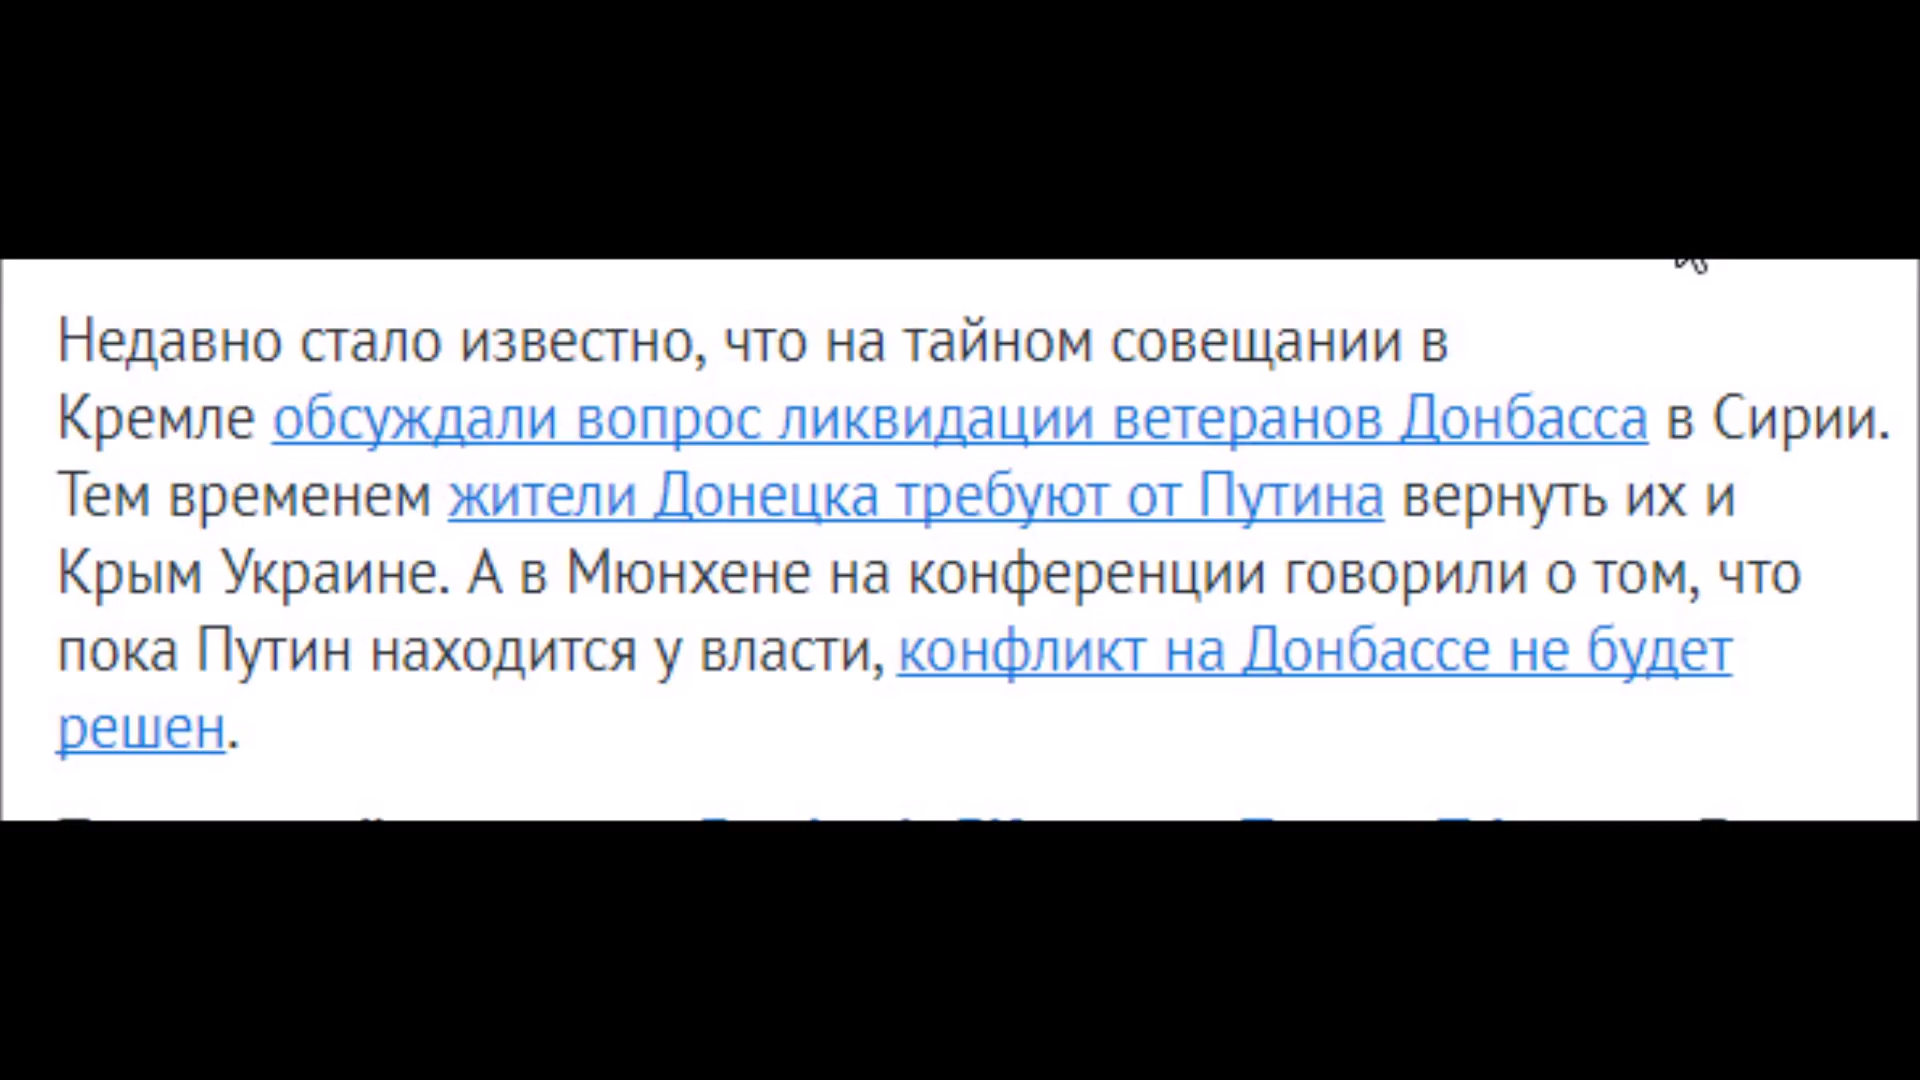 Недавно стало известно, что на тайном совещании в
Кремле обсуждали вопрос ликвидации ветеранов Донбасса в Сирии.
Тем временем жители Донецка требуют от Путина вернуть их и
Крым Украине. А в Мюнхене на конференции говорили о том, что
пока Путин находится у власти, конфликт на Донбассе не будет
решен.